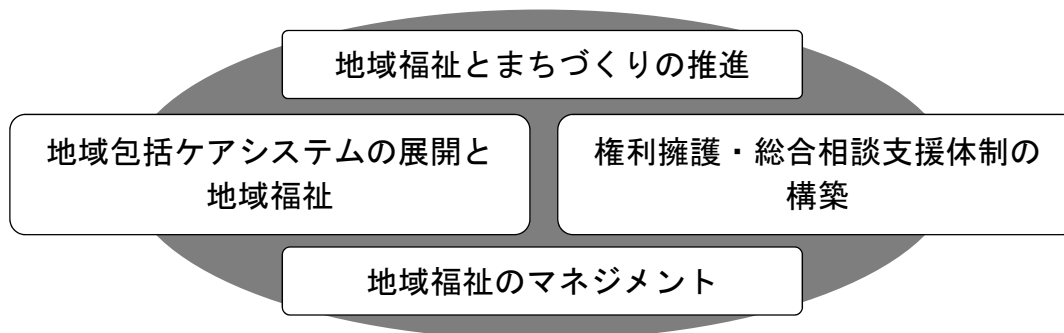 地域福祉とまちづくりの推進
地域包括ケアシステムの展開と
地域福祉
権利擁護・総合相談支援体制の
構築
地域福祉のマネジメント